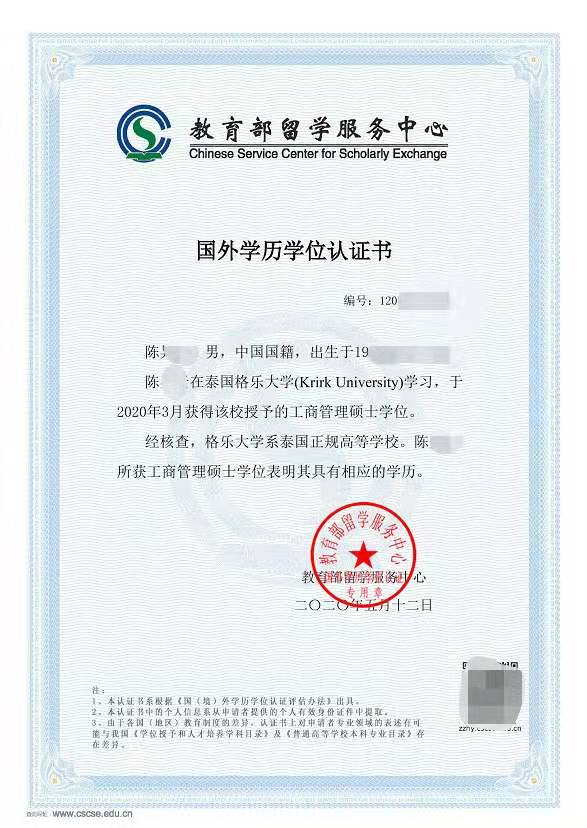 教育部留学服务中心
Chinese Service Center for Scholarly Exchange
国外学历学位认证书
编号：120
陈 男，中国国籍，出生于19
陈 在泰国格乐大学(Krirk University)学习，于
2020年3月获得该校授予的工商管理硕士学位。
经核查，格乐大学系泰国正规高等学校。陈
所获工商管理硕士学位表明其具有相应的学历。
教育部留学服务中心
专用章
教育部留学服务中心
二〇二〇年五月十二日
注：
1、本认证书系根据《国（境）外学历学位认证评估办法》出具。
2、本认证书中的个人信息系从申请者提供的个人有效身份证件中提取。
3、由于各国（地区）教育制度的差异，认证书上对申请者专业领域的表述有可
能与我国《学位授予和人才培养学科目录》及《普通高等学校本科专业目录》存
在差异。
www.cscse.edu.cn